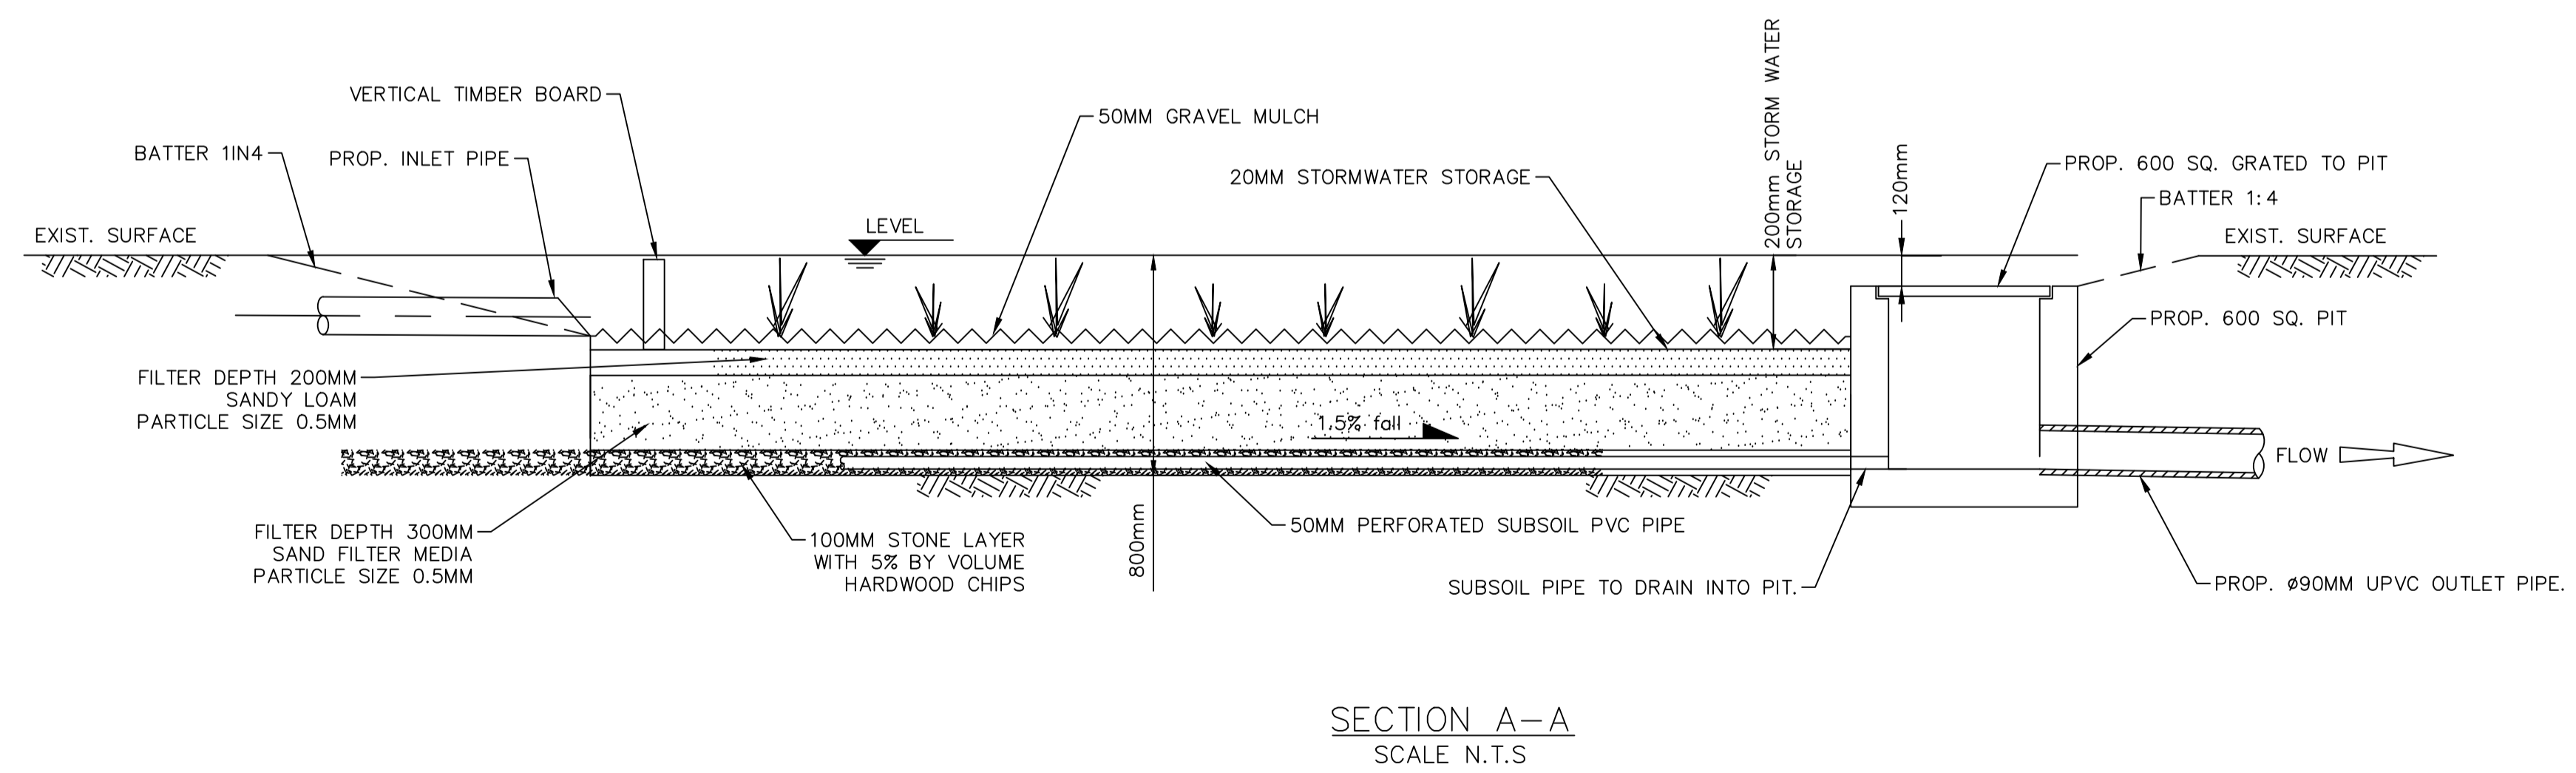 200mm STORM WATER
STORAGE
VERTICAL TIMBER BOARD
50MM GRAVEL MULCH
BATTER 1IN4
PROP. INLET PIPE
20MM STORMWATER STORAGE
120mm
PROP. 600 SQ. GRATED TO PIT
BATTER 1:4
EXIST. SURFACE
LEVEL
EXIST. SURFACE
PROP. 600 SQ. PIT
FILTER DEPTH 200MM
SANDY LOAM
PARTICLE SIZE 0.5MM
1.5% fall
FLOW
FILTER DEPTH 300MM
SAND FILTER MEDIA
PARTICLE SIZE 0.5MM
100MM STONE LAYER
WITH 5% BY VOLUME
HARDWOOD CHIPS
800mm
50MM PERFORATED SUBSOIL PVC PIPE
SUBSOIL PIPE TO DRAIN INTO PIT.
PROP. ø90MM UPVC OUTLET PIPE.
SECTION A-A
SCALE N.T.S